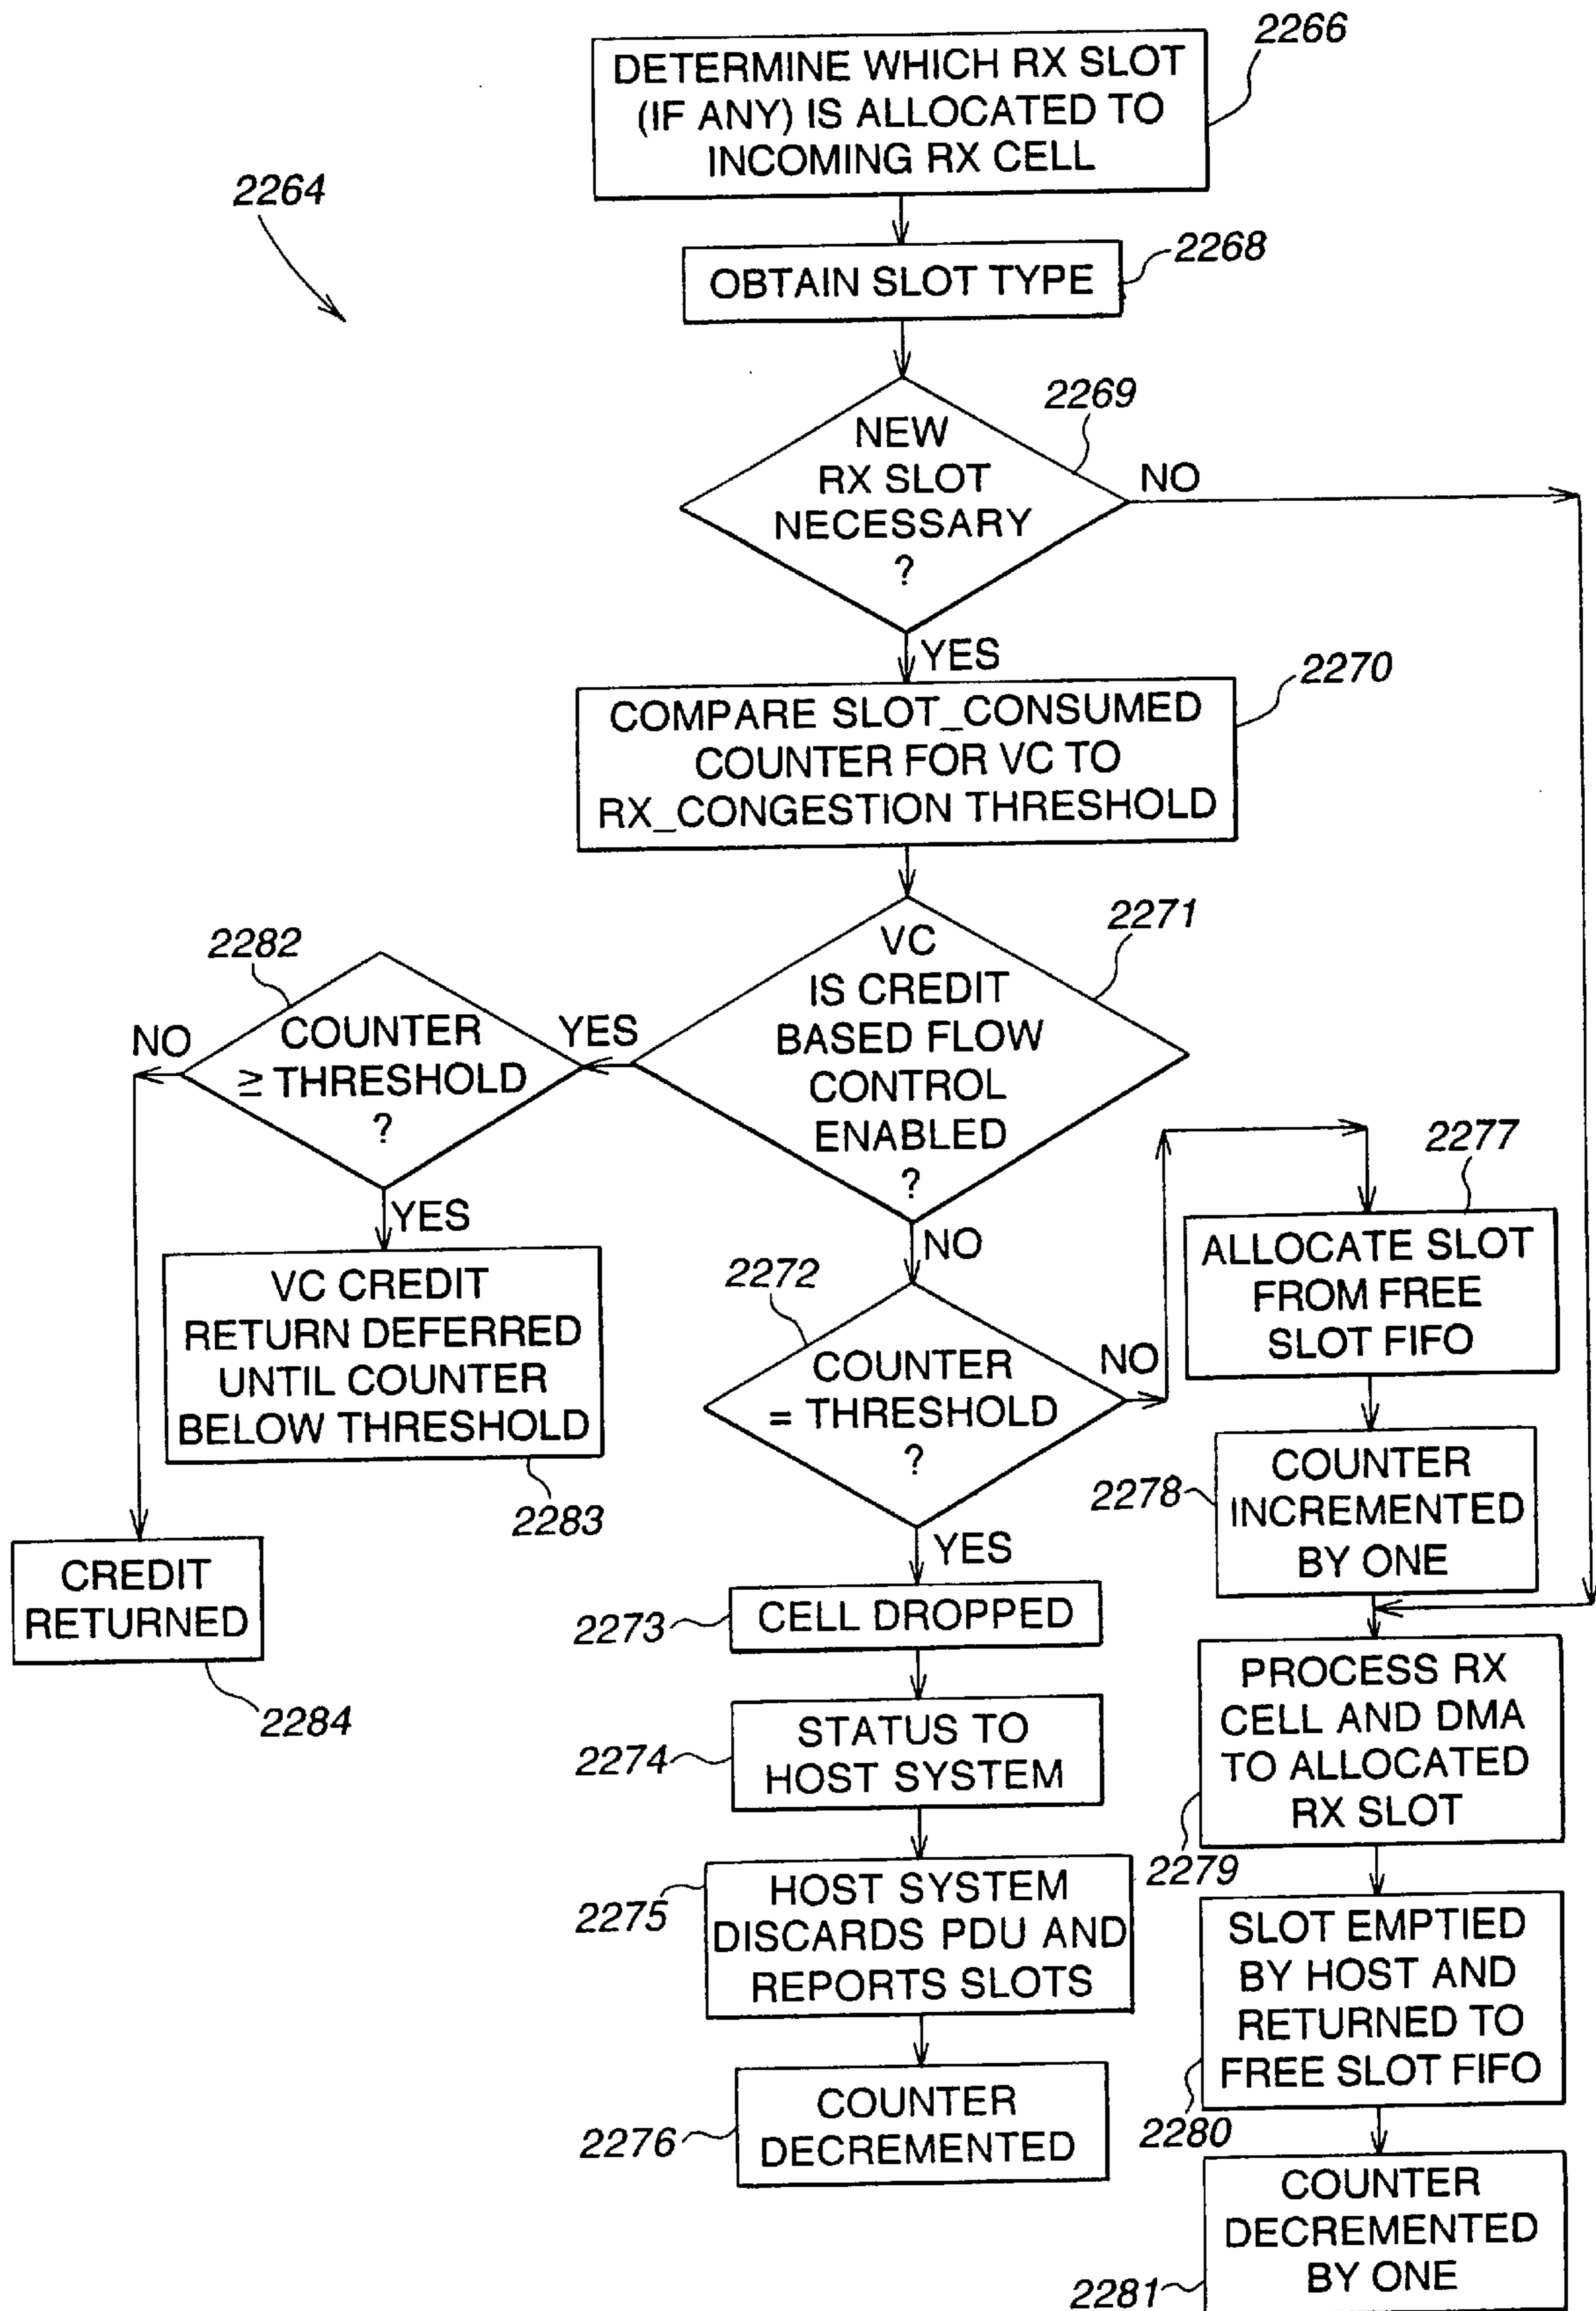 2266
DETERMINE WHICH RX SLOT
(IF ANY) IS ALLOCATED TO
INCOMING RX CELL
2264
2268
OBTAIN SLOT TYPE
2269
NEW
RX SLOT
NECESSARY
?
NO
YES
2270
COMPARE SLOT_CONSUMED
COUNTER FOR VC TO
RX_CONGESTION THRESHOLD
2271
VC
IS CREDIT
BASED FLOW
CONTROL
ENABLED
?
YES
NO
2282
COUNTER
≥ THRESHOLD
?
NO
YES
VC CREDIT
RETURN DEFERRED
UNTIL COUNTER
BELOW THRESHOLD
2283
CREDIT
RETURNED
2284
2272
COUNTER
= THRESHOLD
?
NO
YES
2273
CELL DROPPED
2274
STATUS TO
HOST SYSTEM
2275
HOST SYSTEM
DISCARDS PDU AND
REPORTS SLOTS
2276
COUNTER
DECREMENTED
2277
ALLOCATE SLOT
FROM FREE
SLOT FIFO
2278
COUNTER
INCREMENTED
BY ONE
PROCESS RX
CELL AND DMA
TO ALLOCATED
RX SLOT
2279
SLOT EMPTIED
BY HOST AND
RETURNED TO
FREE SLOT FIFO
2280
COUNTER
DECREMENTED
BY ONE
2281